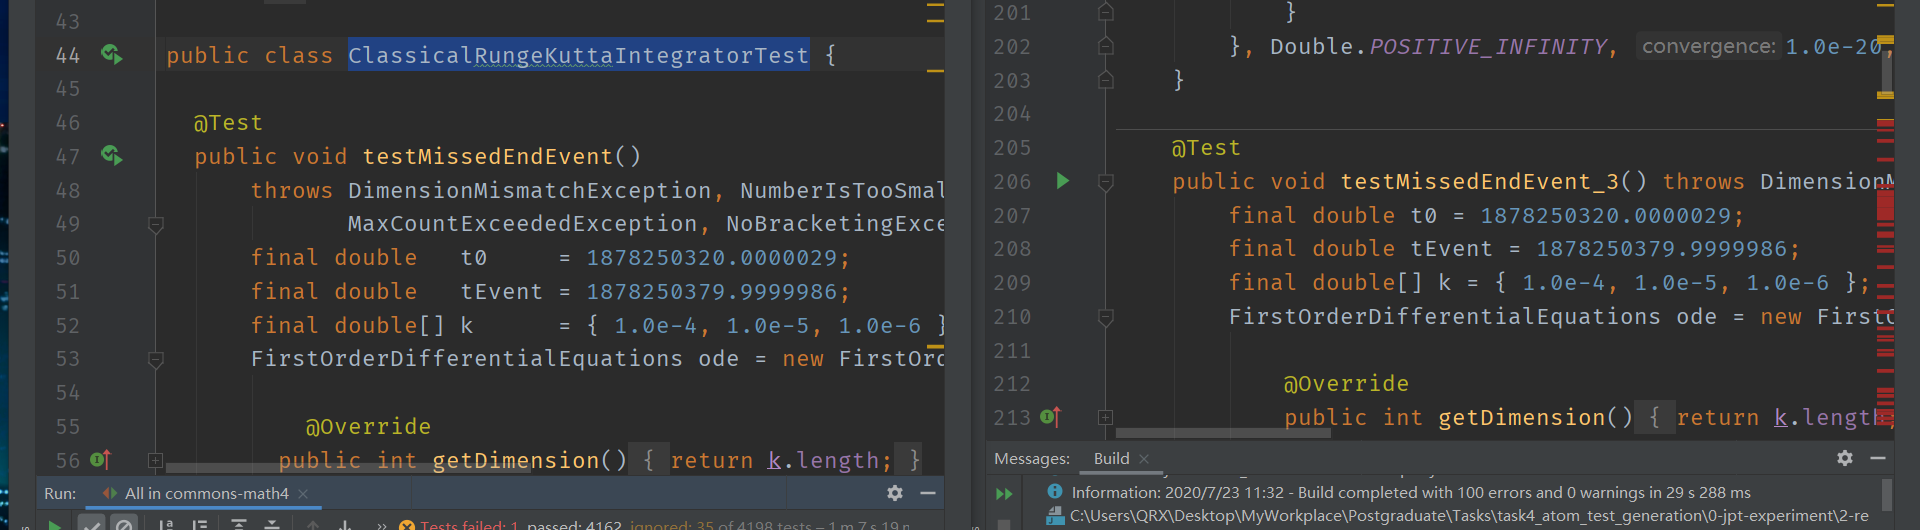 43
44 public class ClassicalRungeKuttaIntegratorTest {
45
46 @Test
47 public void testMissedEndEvent()
48 throws DimensionMismatchException, NumberIsTooSmal
49 MaxCountExceededException, NoBracketingExce
50 final double t0 = 1878250320.0000029;
51 final double tEvent = 1878250379.9999986;
52 final double[] k = { 1.0e-4, 1.0e-5, 1.0e-6 }
53 FirstOrderDifferentialEquations ode = new FirstOrd
54
55 @Override
56 public int getDimension() { return k.length; }
Run: All in commons-math4
Tests failed: 1, passed: 4162, ignored: 35 of 4198 tests – 1 m 7 s 19
201 }
202 }, Double.POSITIVE_INFINITY, convergence: 1.0e-20,
203 }
204
205 @Test
206 public void testMissedEndEvent_3() throws DimensionM
207 final double t0 = 1878250320.0000029;
208 final double tEvent = 1878250379.9999986;
209 final double[] k = { 1.0e-4, 1.0e-5, 1.0e-6 };
210 FirstOrderDifferentialEquations ode = new FirstO
211
212 @Override
213 public int getDimension() { return k.length;
Messages: Build
Information: 2020/7/23 11:32 - Build completed with 100 errors and 0 warnings in 29 s 288 ms
C:\Users\QRX\Desktop\MyWorkplace\Postgraduate\Tasks\task4_atom_test_generation\0-jpt-experiment\2-re